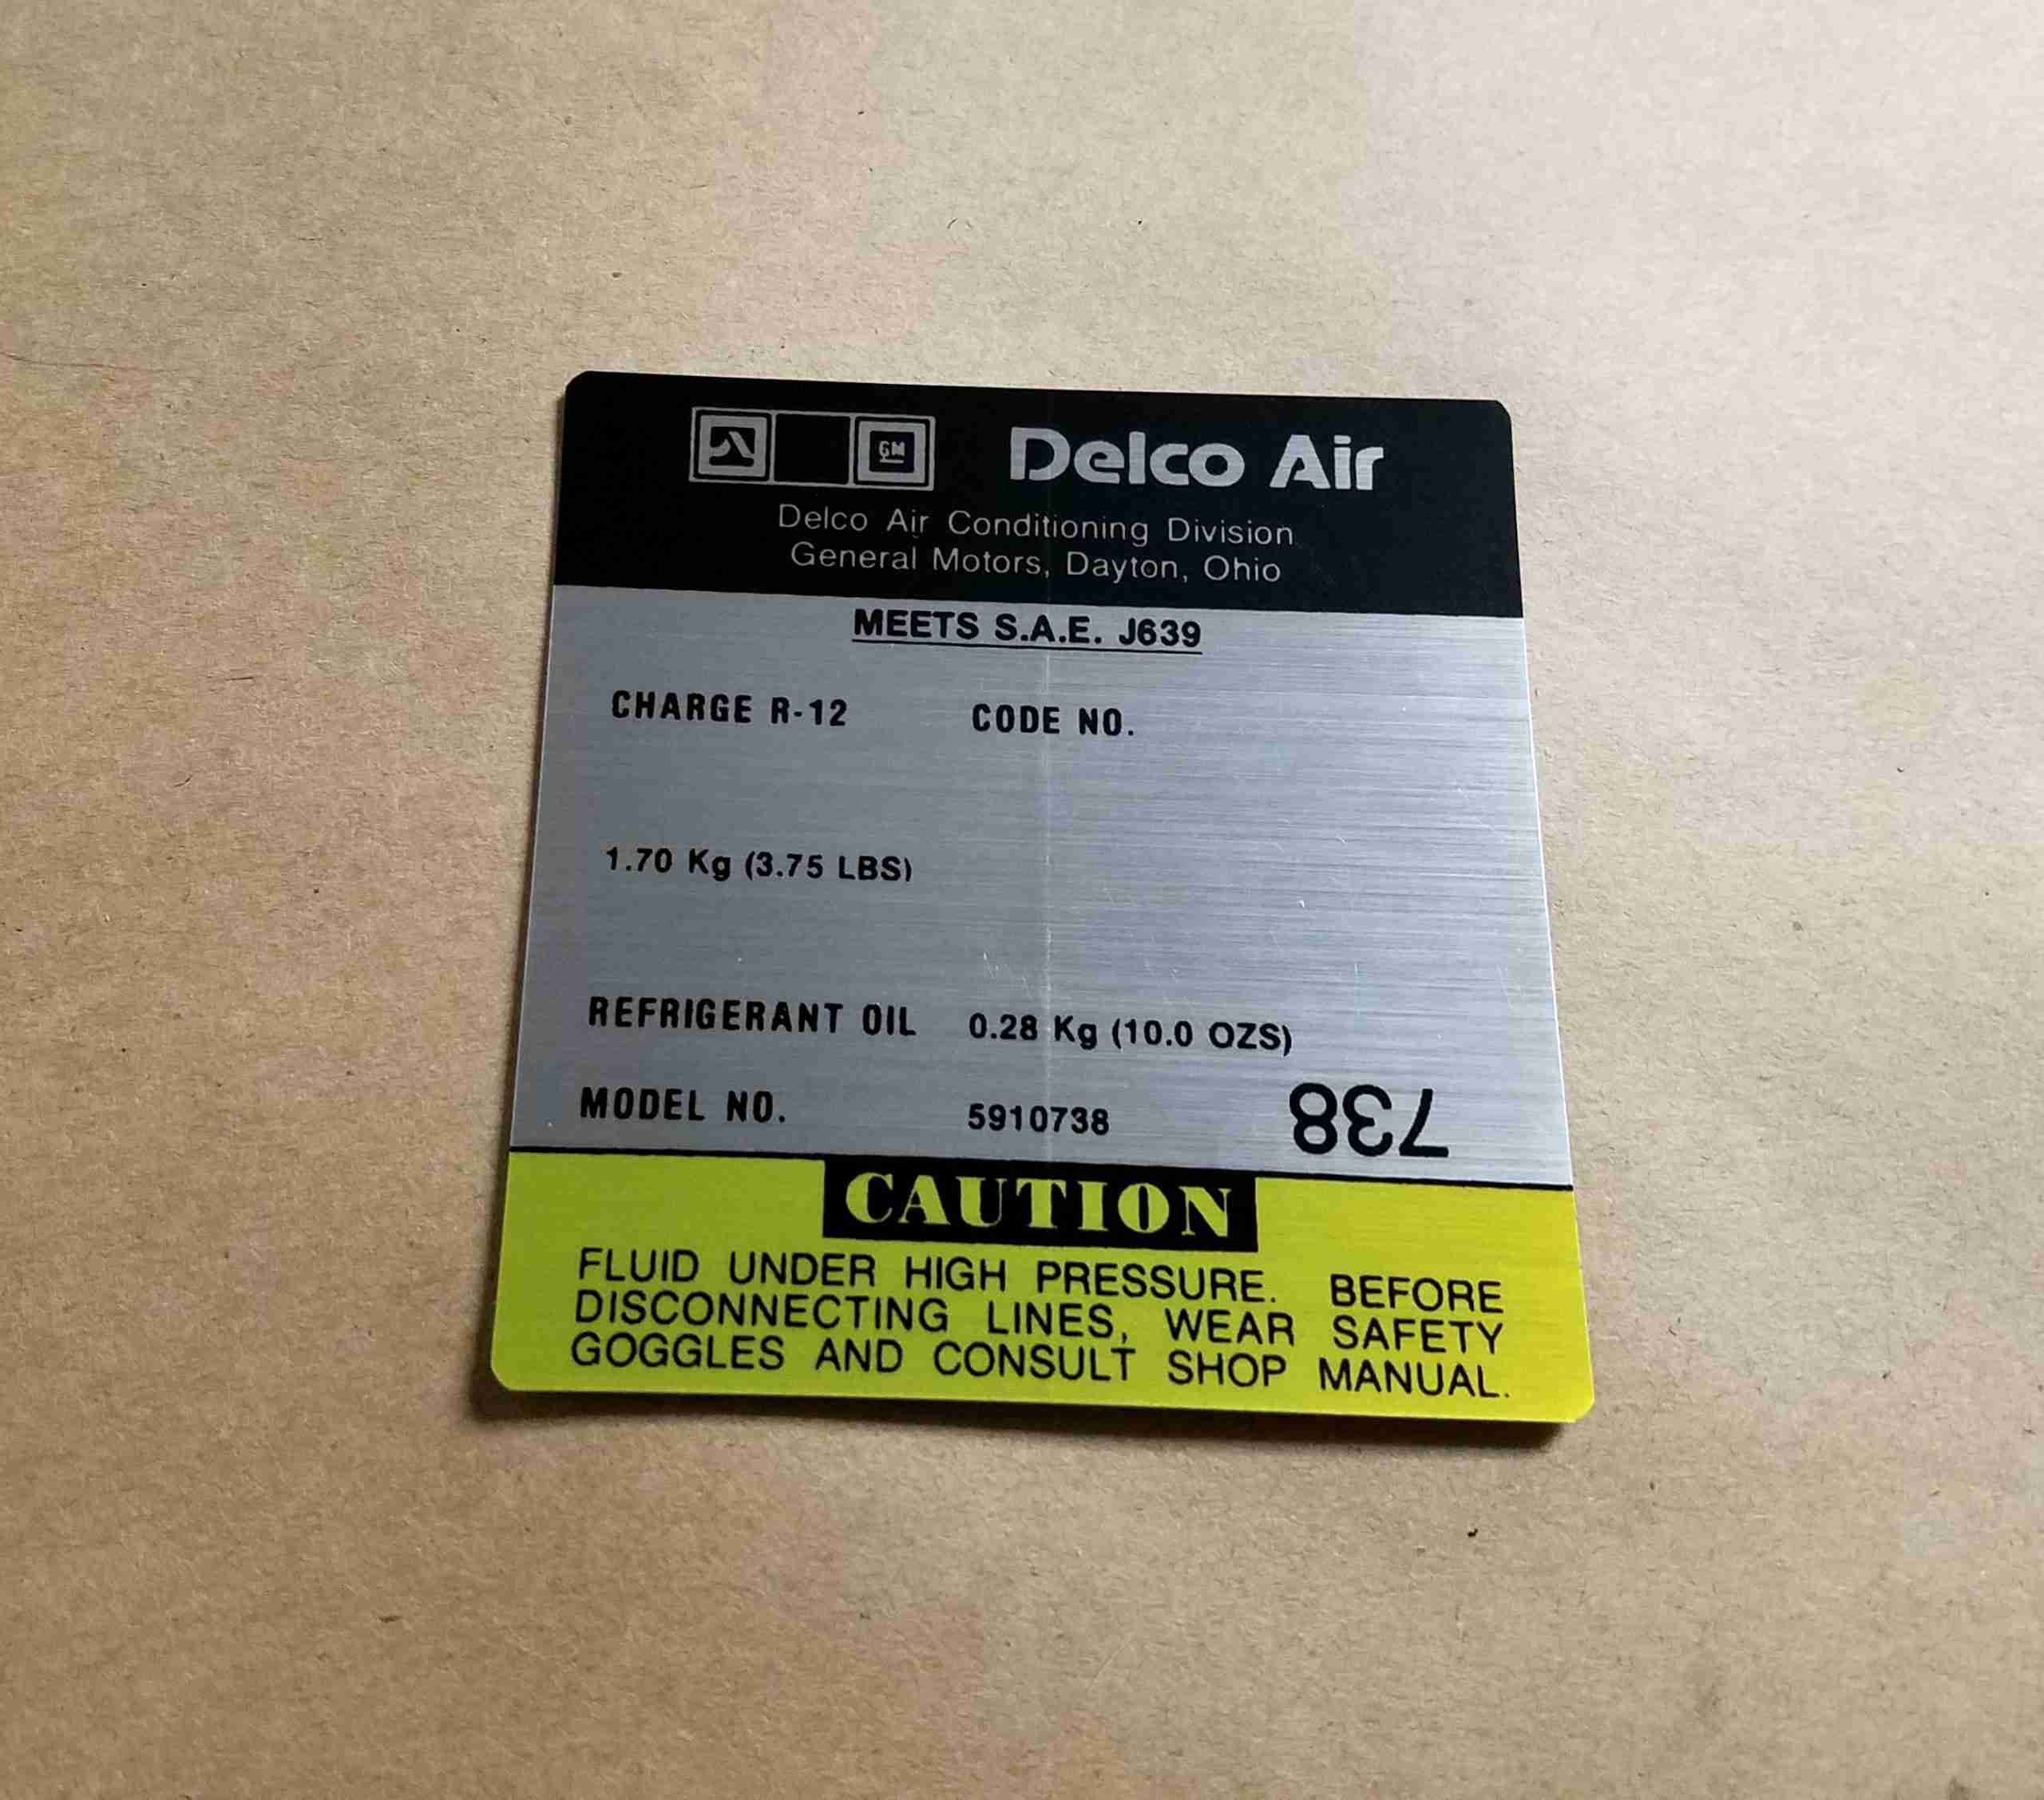 GM
Delco Air
Delco Air Conditioning Division
General Motors, Dayton, Ohio
MEETS S.A.E. J639
CHARGE R-12 CODE NO.
1.70 Kg (3.75 LBS)
REFRIGERANT OIL 0.28 Kg (10.0 OZS)
MODEL NO. 5910738 738
CAUTION
FLUID UNDER HIGH PRESSURE. BEFORE
DISCONNECTING LINES, WEAR SAFETY
GOGGLES AND CONSULT SHOP MANUAL.